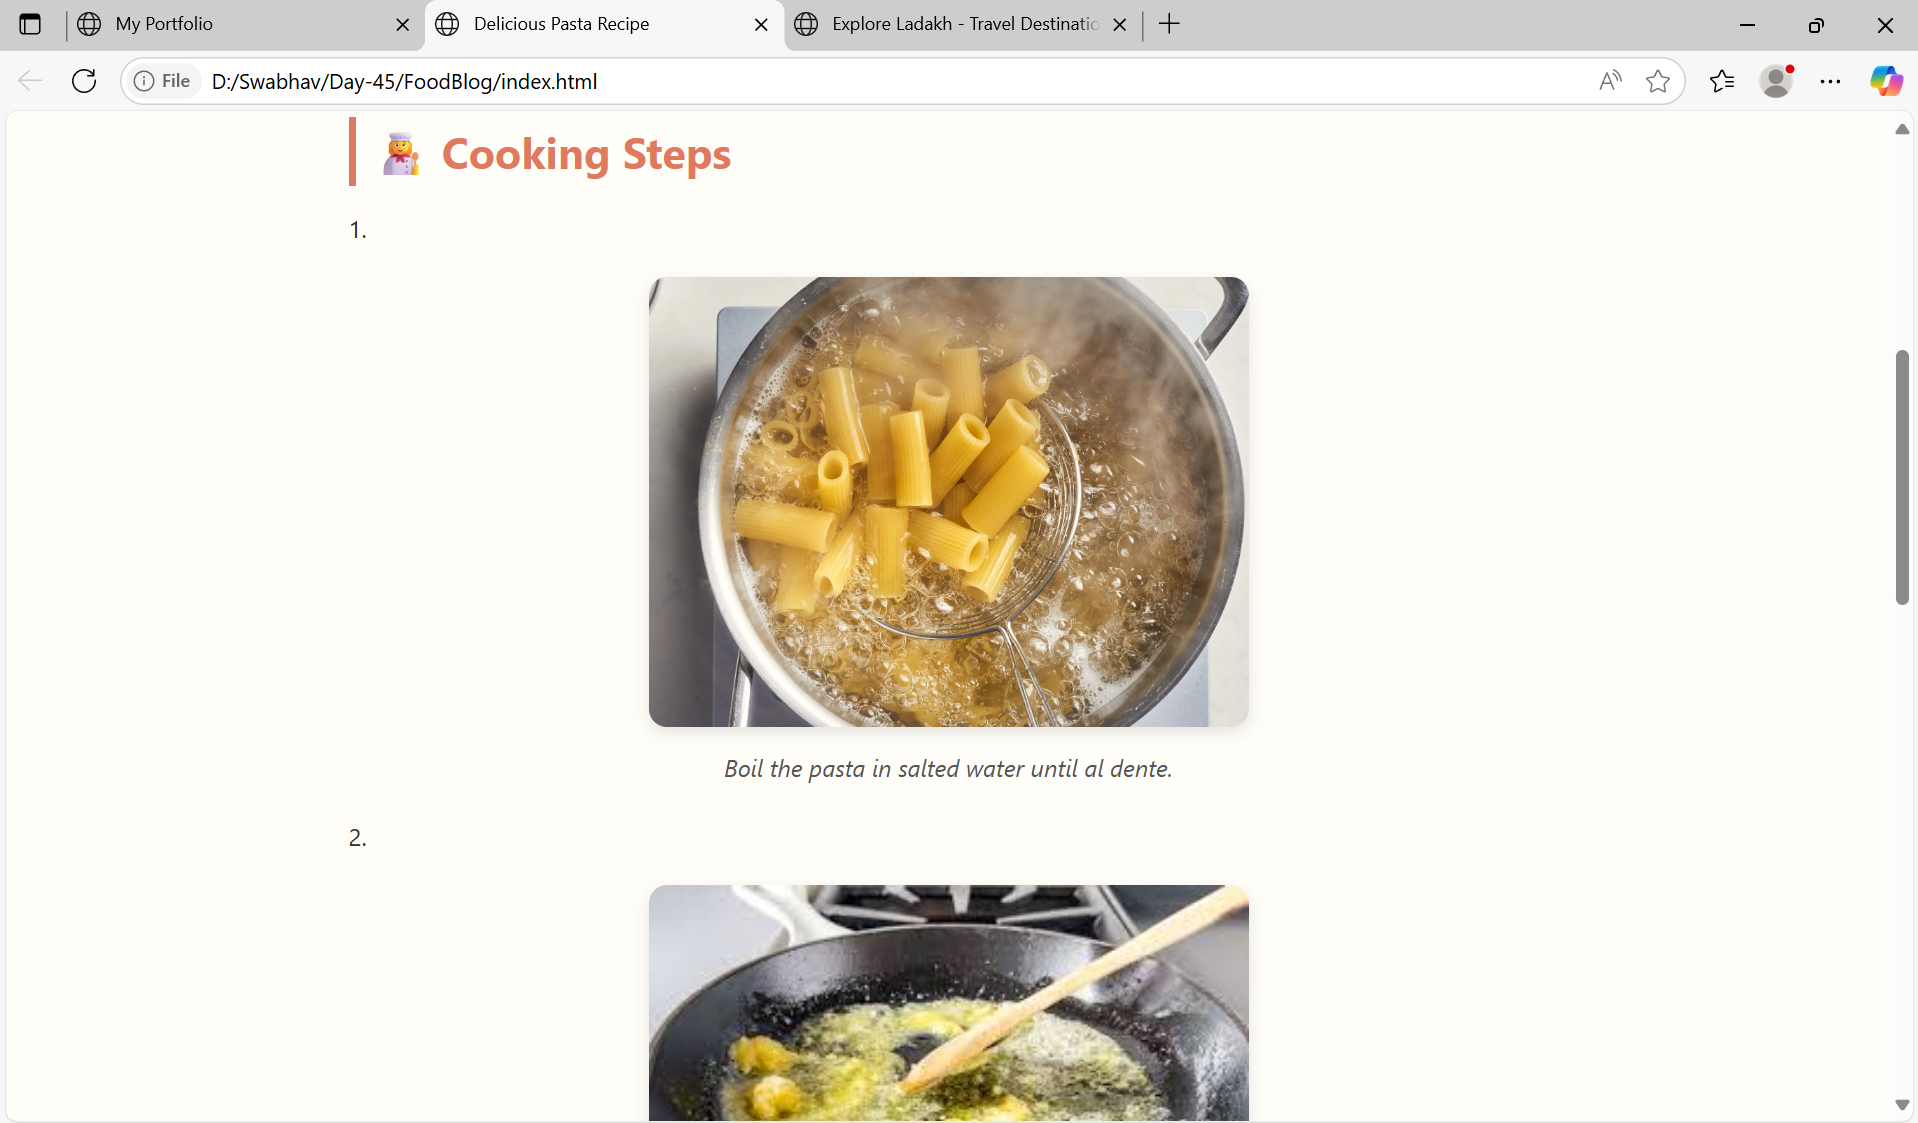 My Portfolio
Delicious Pasta Recipe
Explore Ladakh - Travel Destinatio
File
D:/Swabhav/Day-45/FoodBlog/index.html
Cooking Steps
1.
Boil the pasta in salted water until al dente.
2.